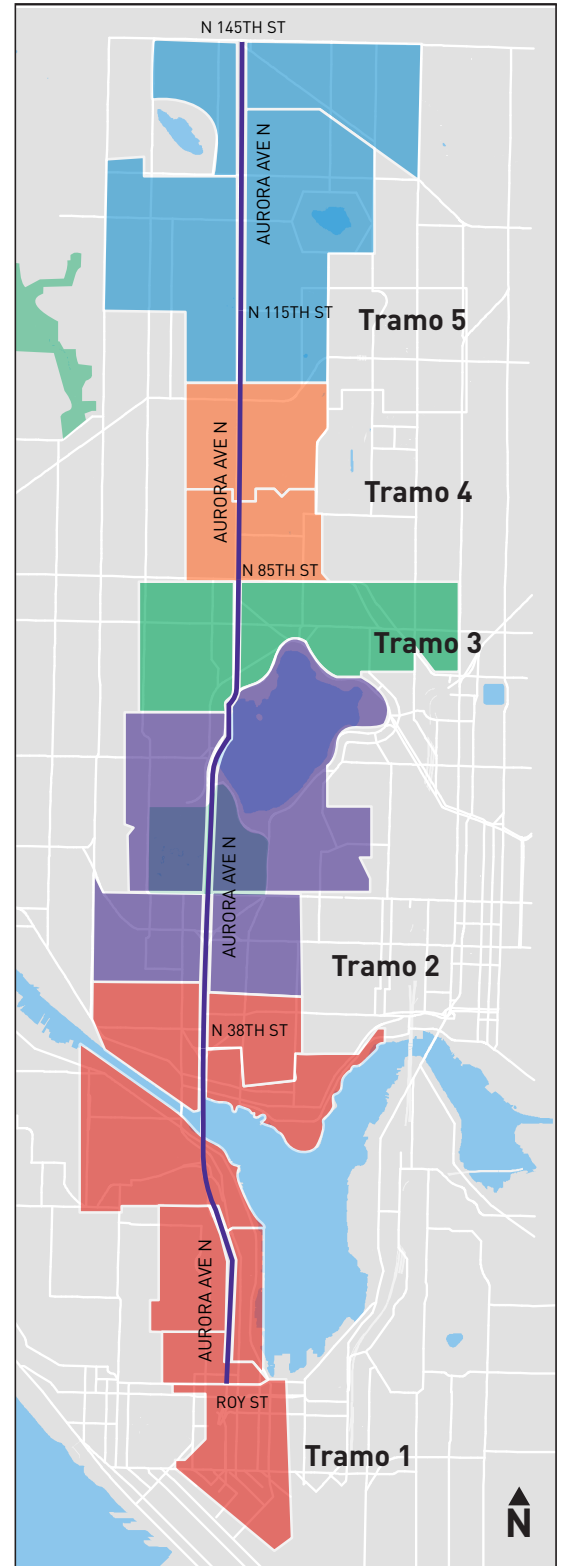 N 145TH ST
AURORA AVE N
N 115TH ST
Tramo 5
AURORA AVE N
Tramo 4
N 85TH ST
Tramo 3
AURORA AVE N
Tramo 2
N 38TH ST
AURORA AVE N
ROY ST
Tramo 1
N